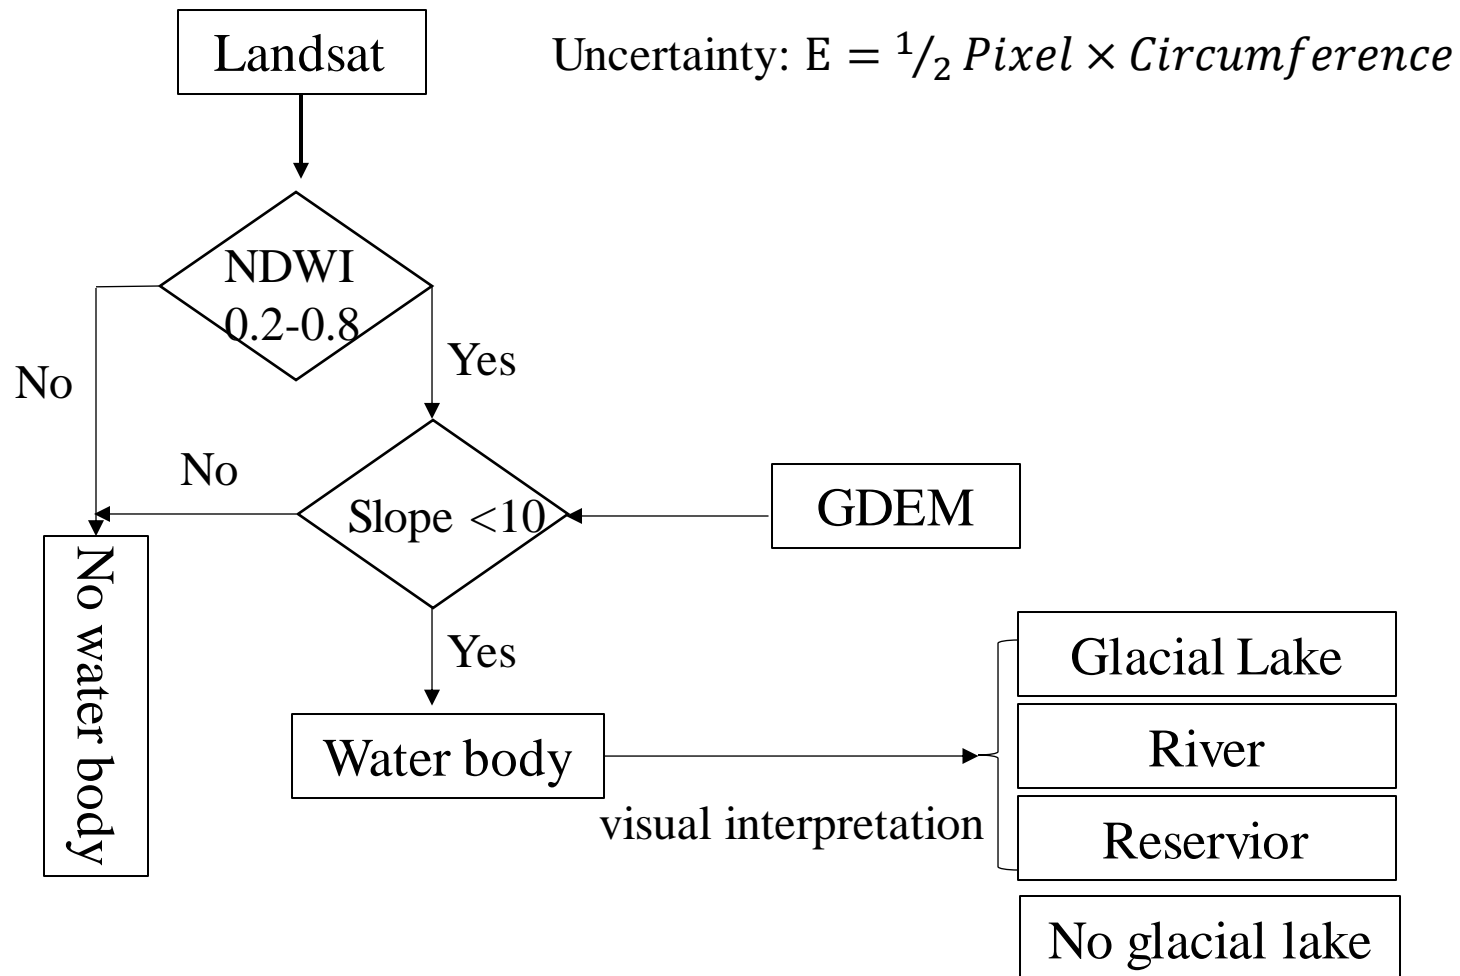 Landsat
Uncertainty: E = 1/2 Pixel × Circumference
NDWI
0.2-0.8
Yes
No
No
Slope <10
GDEM
No water body
Yes
Glacial Lake
Water body
River
visual interpretation
Reservior
No glacial lake